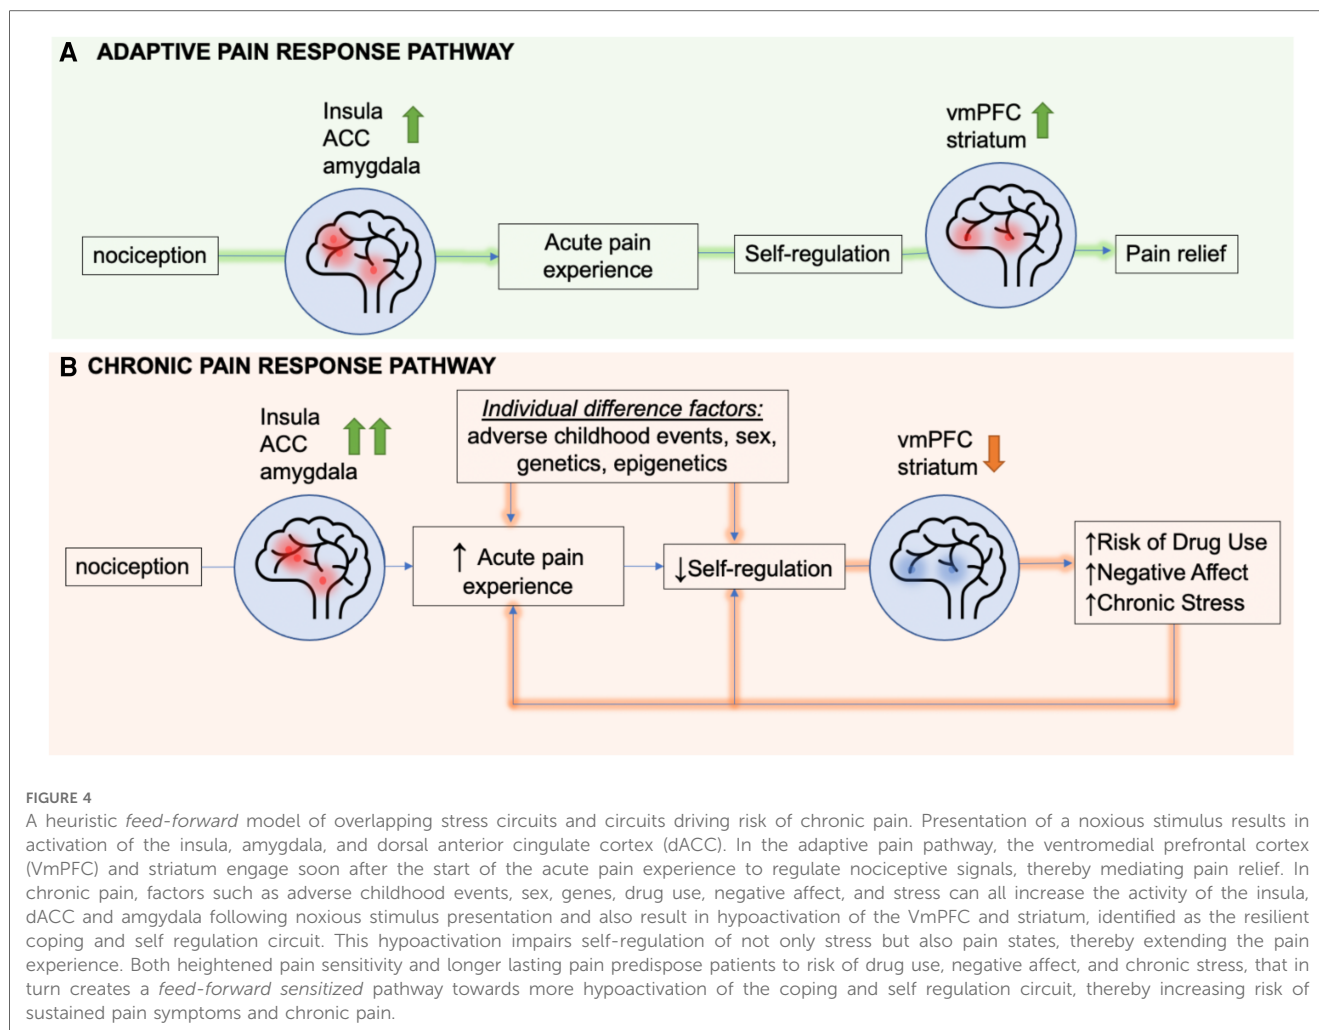 A ADAPTIVE PAIN RESPONSE PATHWAY
Insula
ACC
amygdala
vmPFC
striatum
nociception
Acute pain
experience
Self-regulation
Pain relief
B CHRONIC PAIN RESPONSE PATHWAY
Insula
ACC
amygdala
Individual difference factors:
adverse childhood events, sex,
genetics, epigenetics
vmPFC
striatum
nociception
↑ Acute pain
experience
↓Self-regulation
↑Risk of Drug Use
↑Negative Affect
↑Chronic Stress
FIGURE 4
A heuristic feed-forward model of overlapping stress circuits and circuits driving risk of chronic pain. Presentation of a noxious stimulus results in
activation of the insula, amygdala, and dorsal anterior cingulate cortex (dACC). In the adaptive pain pathway, the ventromedial prefrontal cortex
(VmPFC) and striatum engage soon after the start of the acute pain experience to regulate nociceptive signals, thereby mediating pain relief. In
chronic pain, factors such as adverse childhood events, sex, genes, drug use, negative affect, and stress can all increase the activity of the insula,
dACC and amgydala following noxious stimulus presentation and also result in hypoactivation of the VmPFC and striatum, identified as the resilient
coping and self regulation circuit. This hypoactivation impairs self-regulation of not only stress but also pain states, thereby extending the pain
experience. Both heightened pain sensitivity and longer lasting pain predispose patients to risk of drug use, negative affect, and chronic stress, that in
turn creates a feed-forward sensitized pathway towards more hypoactivation of the coping and self regulation circuit, thereby increasing risk of
sustained pain symptoms and chronic pain.